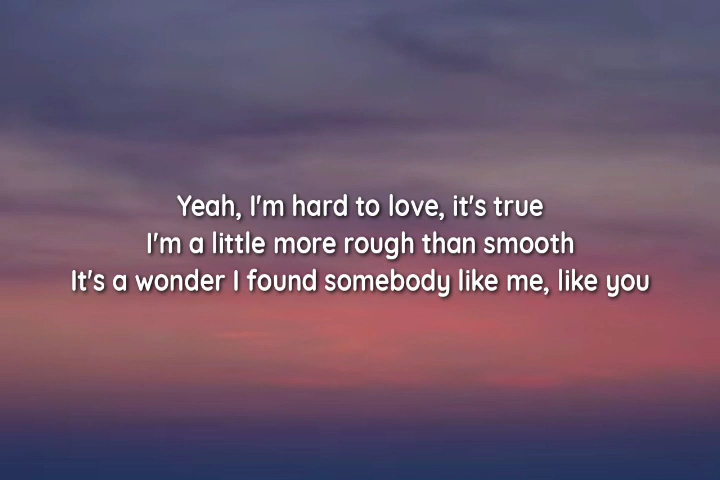 Yeah, I'm hard to love, it's true
I'm a little more rough than smooth
It's a wonder I found somebody like me, like you